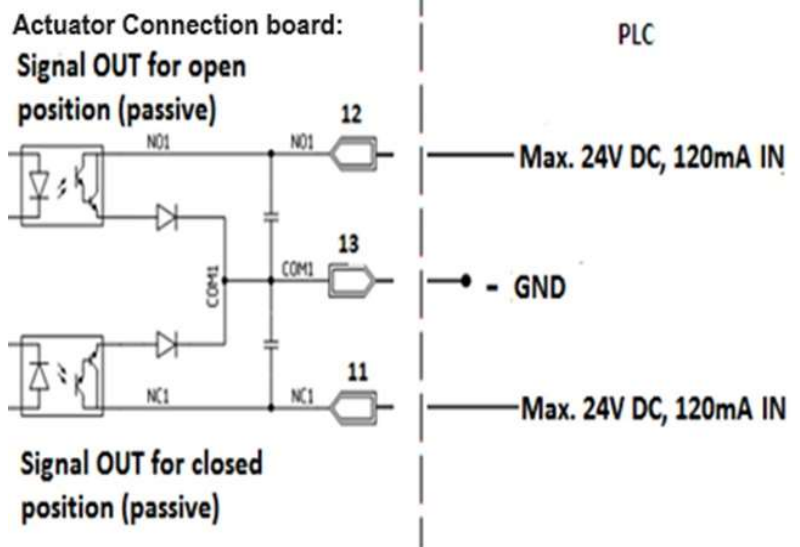 Actuator Connection board:
PLC
Signal OUT for open
position (passive)
12
NO1
NO1
Max. 24V DC, 120mA IN
13
COM1
COM1
- GND
11
NC1
NC1
Max. 24V DC, 120mA IN
Signal OUT for closed
position (passive)